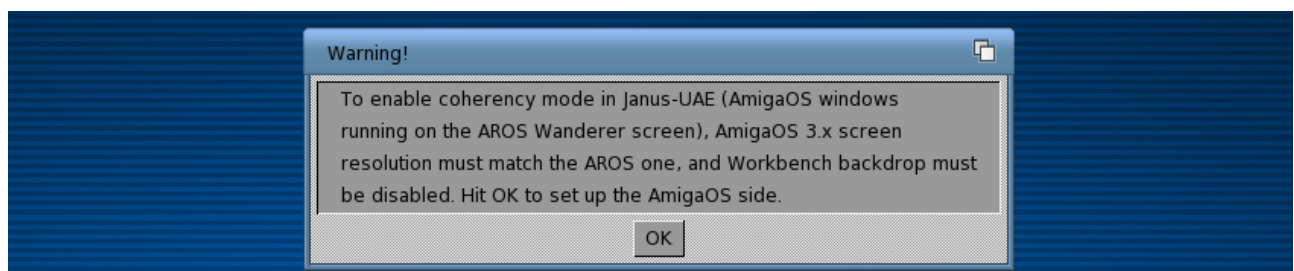 Warning!
To enable coherency mode in Janus-UAE (AmigaOS windows
running on the AROS Wanderer screen), AmigaOS 3.x screen
resolution must match the AROS one, and Workbench backdrop must
be disabled. Hit OK to set up the AmigaOS side.
OK